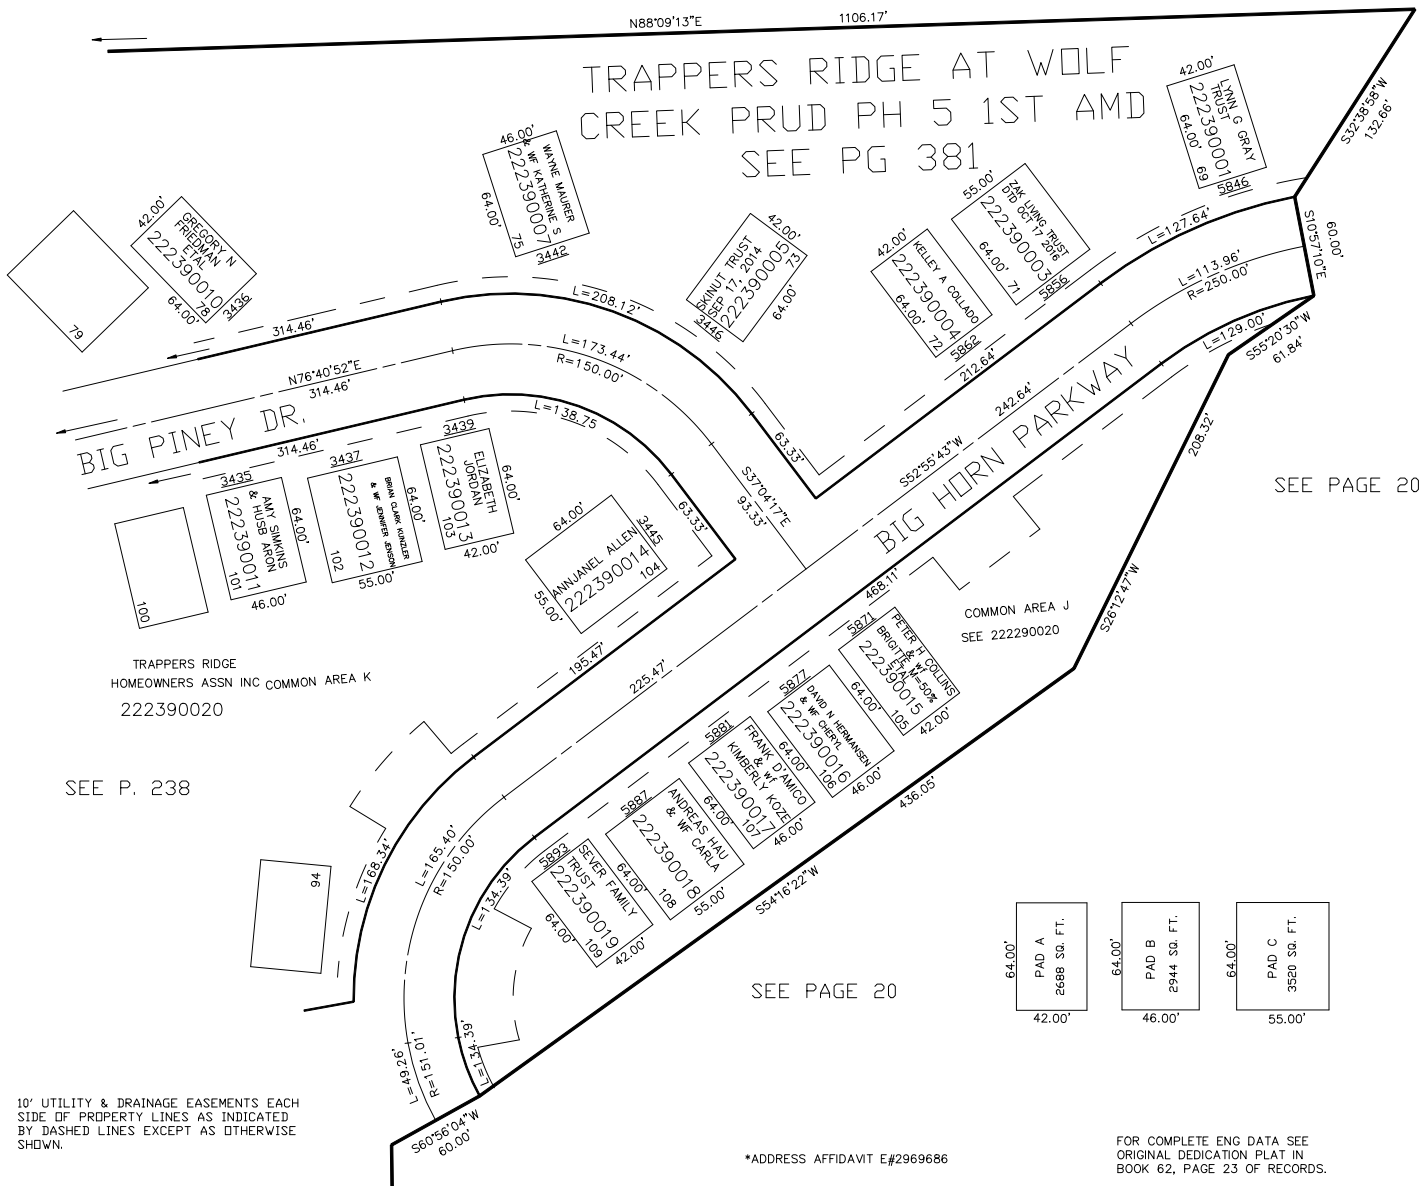 N88°09'13"E 1106.17'
TRAPPERS RIDGE AT WOLF
CREEK PRUD PH 5 1ST AMD
SEE PG 381
S32°38'58"W
132.66'
42.00'
LYNN G GRAY
TRUST
222390001
64.00'
69
5846
46.00'
WAYNE MAURER
& WF KATHERINE S
222390007
64.00'
75
3442
42.00'
GREGORY N
FRIEDMAN
ETAL
222390010
64.00'
78
3436
79
42.00'
SKINUT TRUST
SEP 17, 2014
222390005
73
64.00'
3446
42.00'
KELLEY A COLLADO
222390004
64.00'
72
5862
55.00'
ZAK LIVING TRUST
DTD OCT 17 2016
222390003
64.00'
71
5856
L=127.64'
L=113.96'
R=250.00'
S10°57'10"E
60.00'
L=129.00'
S55°20'30"W
61.84'
208.32'
212.64'
242.64'
S52°55'43"W
BIG HORN PARKWAY
314.46'
L=208.12'
N76°40'52"E
314.46'
L=173.44'
R=150.00'
BIG PINEY DR.
314.46'
L=138.75
63.33'
S37°04'17"E
93.33'
63.33'
SEE PAGE 20
3435
AMY SIMKINS
& HUSB ARON
222390011
64.00'
101
46.00'
3437
BRIAN CLARK KUNZLER
& WF JENNIFER JENSON
222390012
64.00'
102
55.00'
3439
ELIZABETH
JORDAN
222390013
64.00'
103
42.00'
100
64.00'
3445
ANNJANEL ALLEN
222390014
104
55.00'
468.11'
COMMON AREA J
SEE 222290020
S26°12'47"W
TRAPPERS RIDGE
HOMEOWNERS ASSN INC COMMON AREA K
222390020
195.47'
225.47'
SEE P. 238
5871
PETER H COLLINS
& wf
BRIGITTE M=50%
ETAL
222390015
64.00'
105
42.00'
5877
DAVID N HERMANSEN
& WF CHERYL
222390016
64.00'
106
46.00'
5881
FRANK D'AMICO
& wf
KIMBERLY KOZE
222390017
64.00'
107
46.00'
5887
ANDREAS HAU
& WF CARLA
222390018
64.00'
108
55.00'
5893
SEVER FAMILY
TRUST
222390019
64.00'
109
42.00'
436.05'
S54°16'22"W
94
L=168.34'
L=165.40'
R=150.00'
L=134.39'
64.00'
PAD A
2688 SQ. FT.
42.00'
64.00'
PAD B
2944 SQ. FT.
46.00'
64.00'
PAD C
3520 SQ. FT.
55.00'
SEE PAGE 20
L=49.26'
R=151.01'
L=134.39'
S60°56'04"W
60.00'
10' UTILITY & DRAINAGE EASEMENTS EACH
SIDE OF PROPERTY LINES AS INDICATED
BY DASHED LINES EXCEPT AS OTHERWISE
SHOWN.
*ADDRESS AFFIDAVIT E#2969686
FOR COMPLETE ENG DATA SEE
ORIGINAL DEDICATION PLAT IN
BOOK 62, PAGE 23 OF RECORDS.